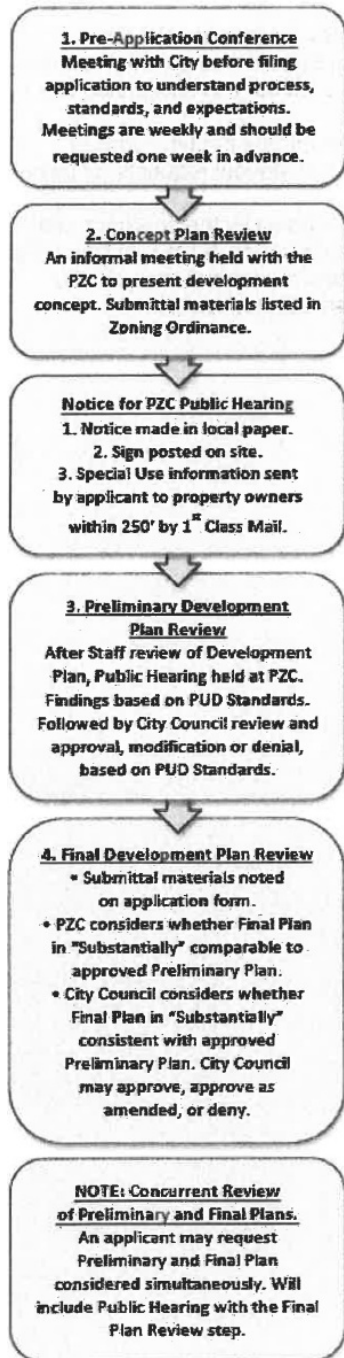 1. Pre-Application Conference
Meeting with City before filing
application to understand process,
standards, and expectations.
Meetings are weekly and should be
requested one week in advance.
2. Concept Plan Review
An informal meeting held with the
PZC to present development
concept. Submittal materials listed in
Zoning Ordinance.
Notice for PZC Public Hearing
1. Notice made in local paper.
2. Sign posted on site.
3. Special Use information sent
by applicant to property owners
within 250' by 1st Class Mail.
3. Preliminary Development
Plan Review
After Staff review of Development
Plan, Public Hearing held at PZC.
Findings based on PUD Standards.
Followed by City Council review and
approval, modification or denial,
based on PUD Standards.
4. Final Development Plan Review
• Submittal materials noted
on application form.
• PZC considers whether Final Plan
in "Substantially" comparable to
approved Preliminary Plan.
• City Council considers whether
Final Plan in "Substantially"
consistent with approved
Preliminary Plan. City Council
may approve, approve as
amended, or deny.
NOTE: Concurrent Review
of Preliminary and Final Plans.
An applicant may request
Preliminary and Final Plan
considered simultaneously. Will
include Public Hearing with the Final
Plan Review step.